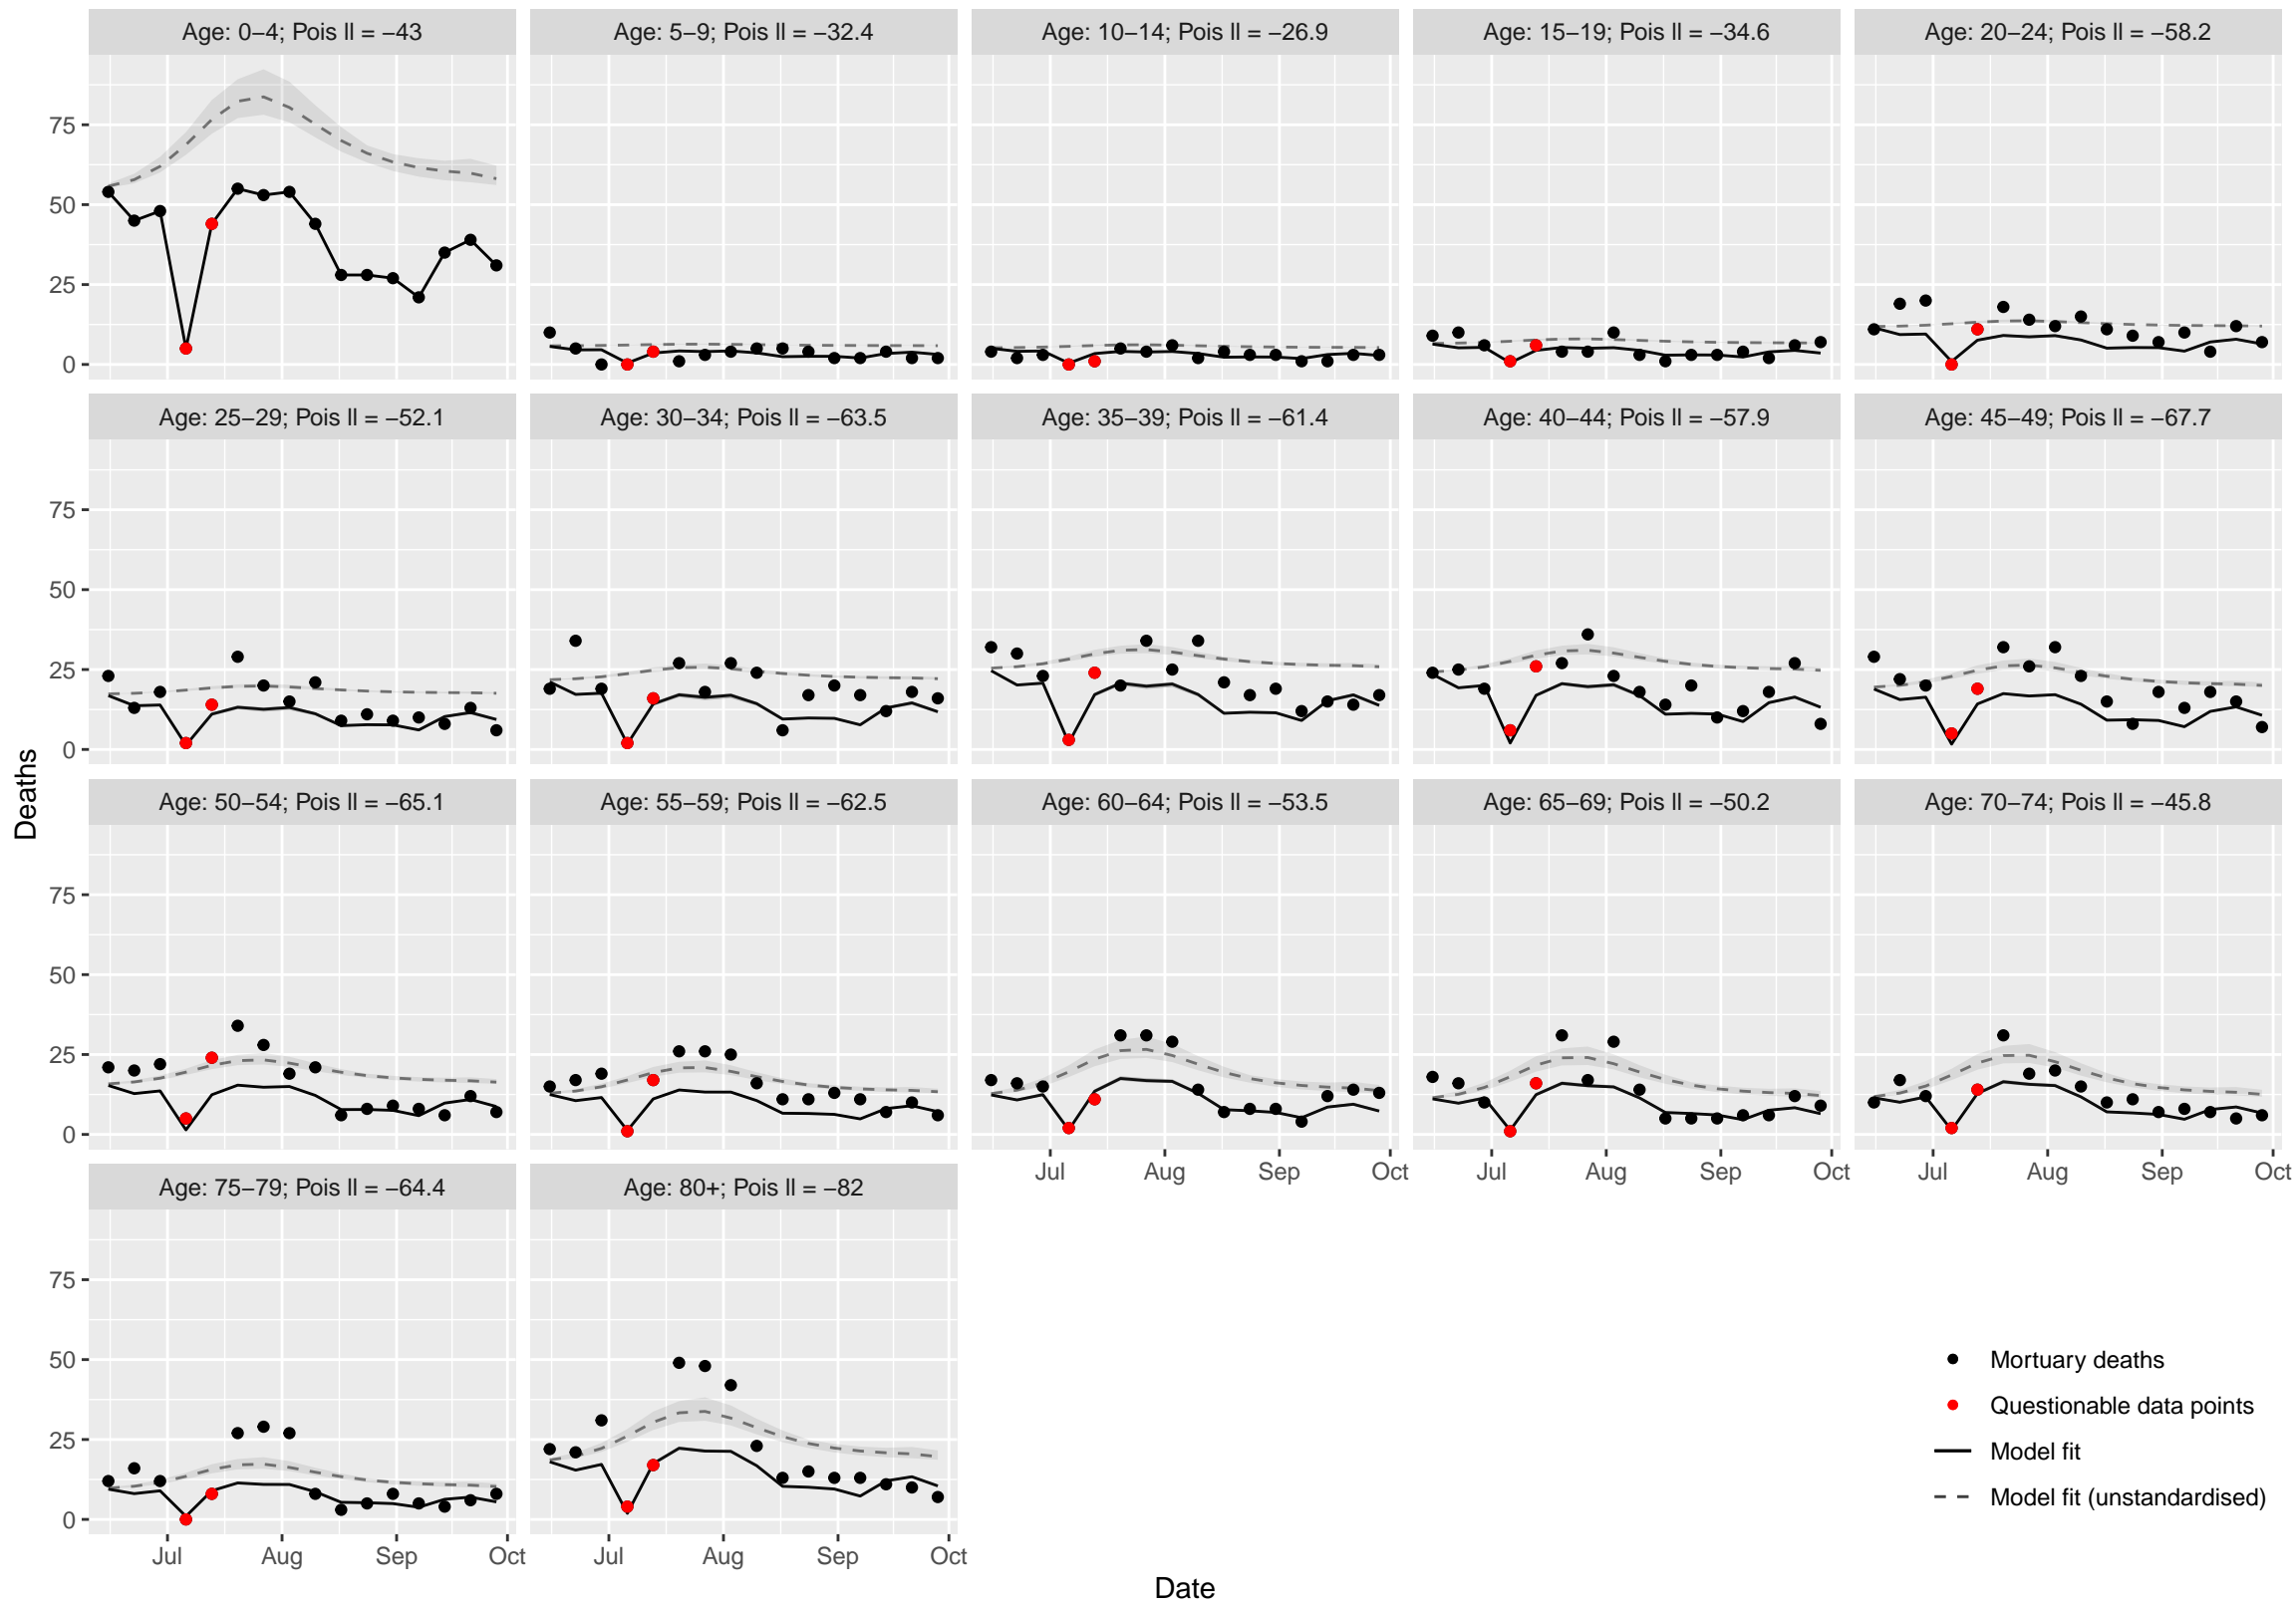 Age: 0−4; Pois ll = −43
Age: 5−9; Pois ll = −32.4
Age: 10−14; Pois ll = −26.9
Age: 15−19; Pois ll = −34.6
Age: 20−24; Pois ll = −58.2
75
50
25
0
Age: 25−29; Pois ll = −52.1
Age: 30−34; Pois ll = −63.5
Age: 35−39; Pois ll = −61.4
Age: 40−44; Pois ll = −57.9
Age: 45−49; Pois ll = −67.7
75
50
25
0
Deaths
Age: 50−54; Pois ll = −65.1
Age: 55−59; Pois ll = −62.5
Age: 60−64; Pois ll = −53.5
Age: 65−69; Pois ll = −50.2
Age: 70−74; Pois ll = −45.8
75
50
25
0
Jul Aug Sep Oct
Jul Aug Sep Oct
Jul Aug Sep Oct
Age: 75−79; Pois ll = −64.4
Age: 80+; Pois ll = −82
75
50
25
0
Jul Aug Sep Oct
Jul Aug Sep Oct
Mortuary deaths
Questionable data points
Model fit
Model fit (unstandardised)
Date